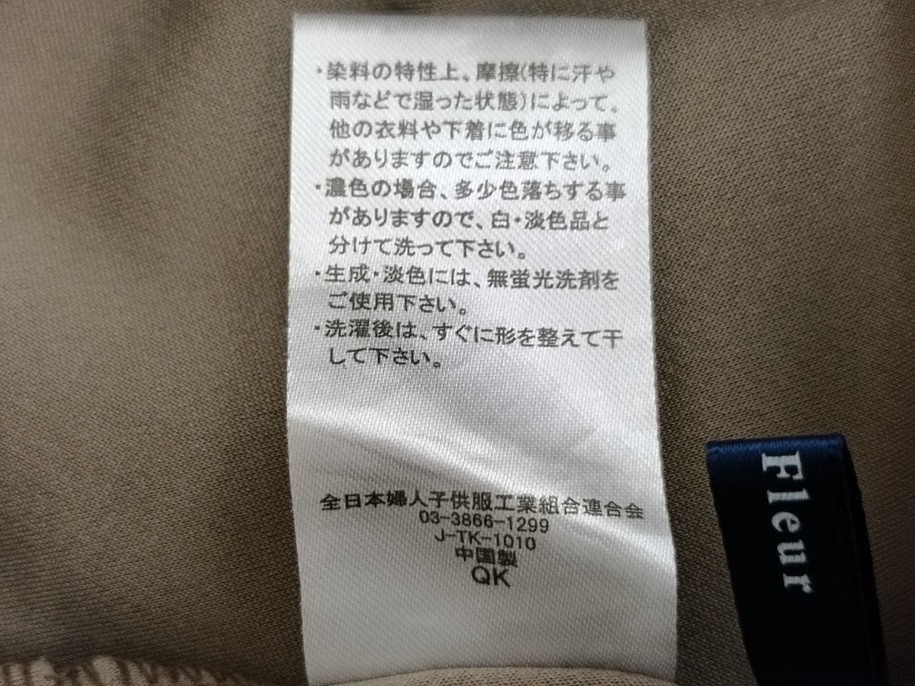 ・染料の特性上、摩擦(特に汗や
雨などで湿った状態)によって、
他の衣料や下着に色が移る事
がありますのでご注意下さい。
・濃色の場合、多少色落ちする事
がありますので、白・淡色品と
分けて洗って下さい。
・生成・淡色には、無蛍光洗剤を
ご使用下さい。
・洗濯後は、すぐに形を整えて干
して下さい。
全日本婦人子供服工業組合連合会
03-3866-1299
J-TK-1010
中国製
QK
Fleur